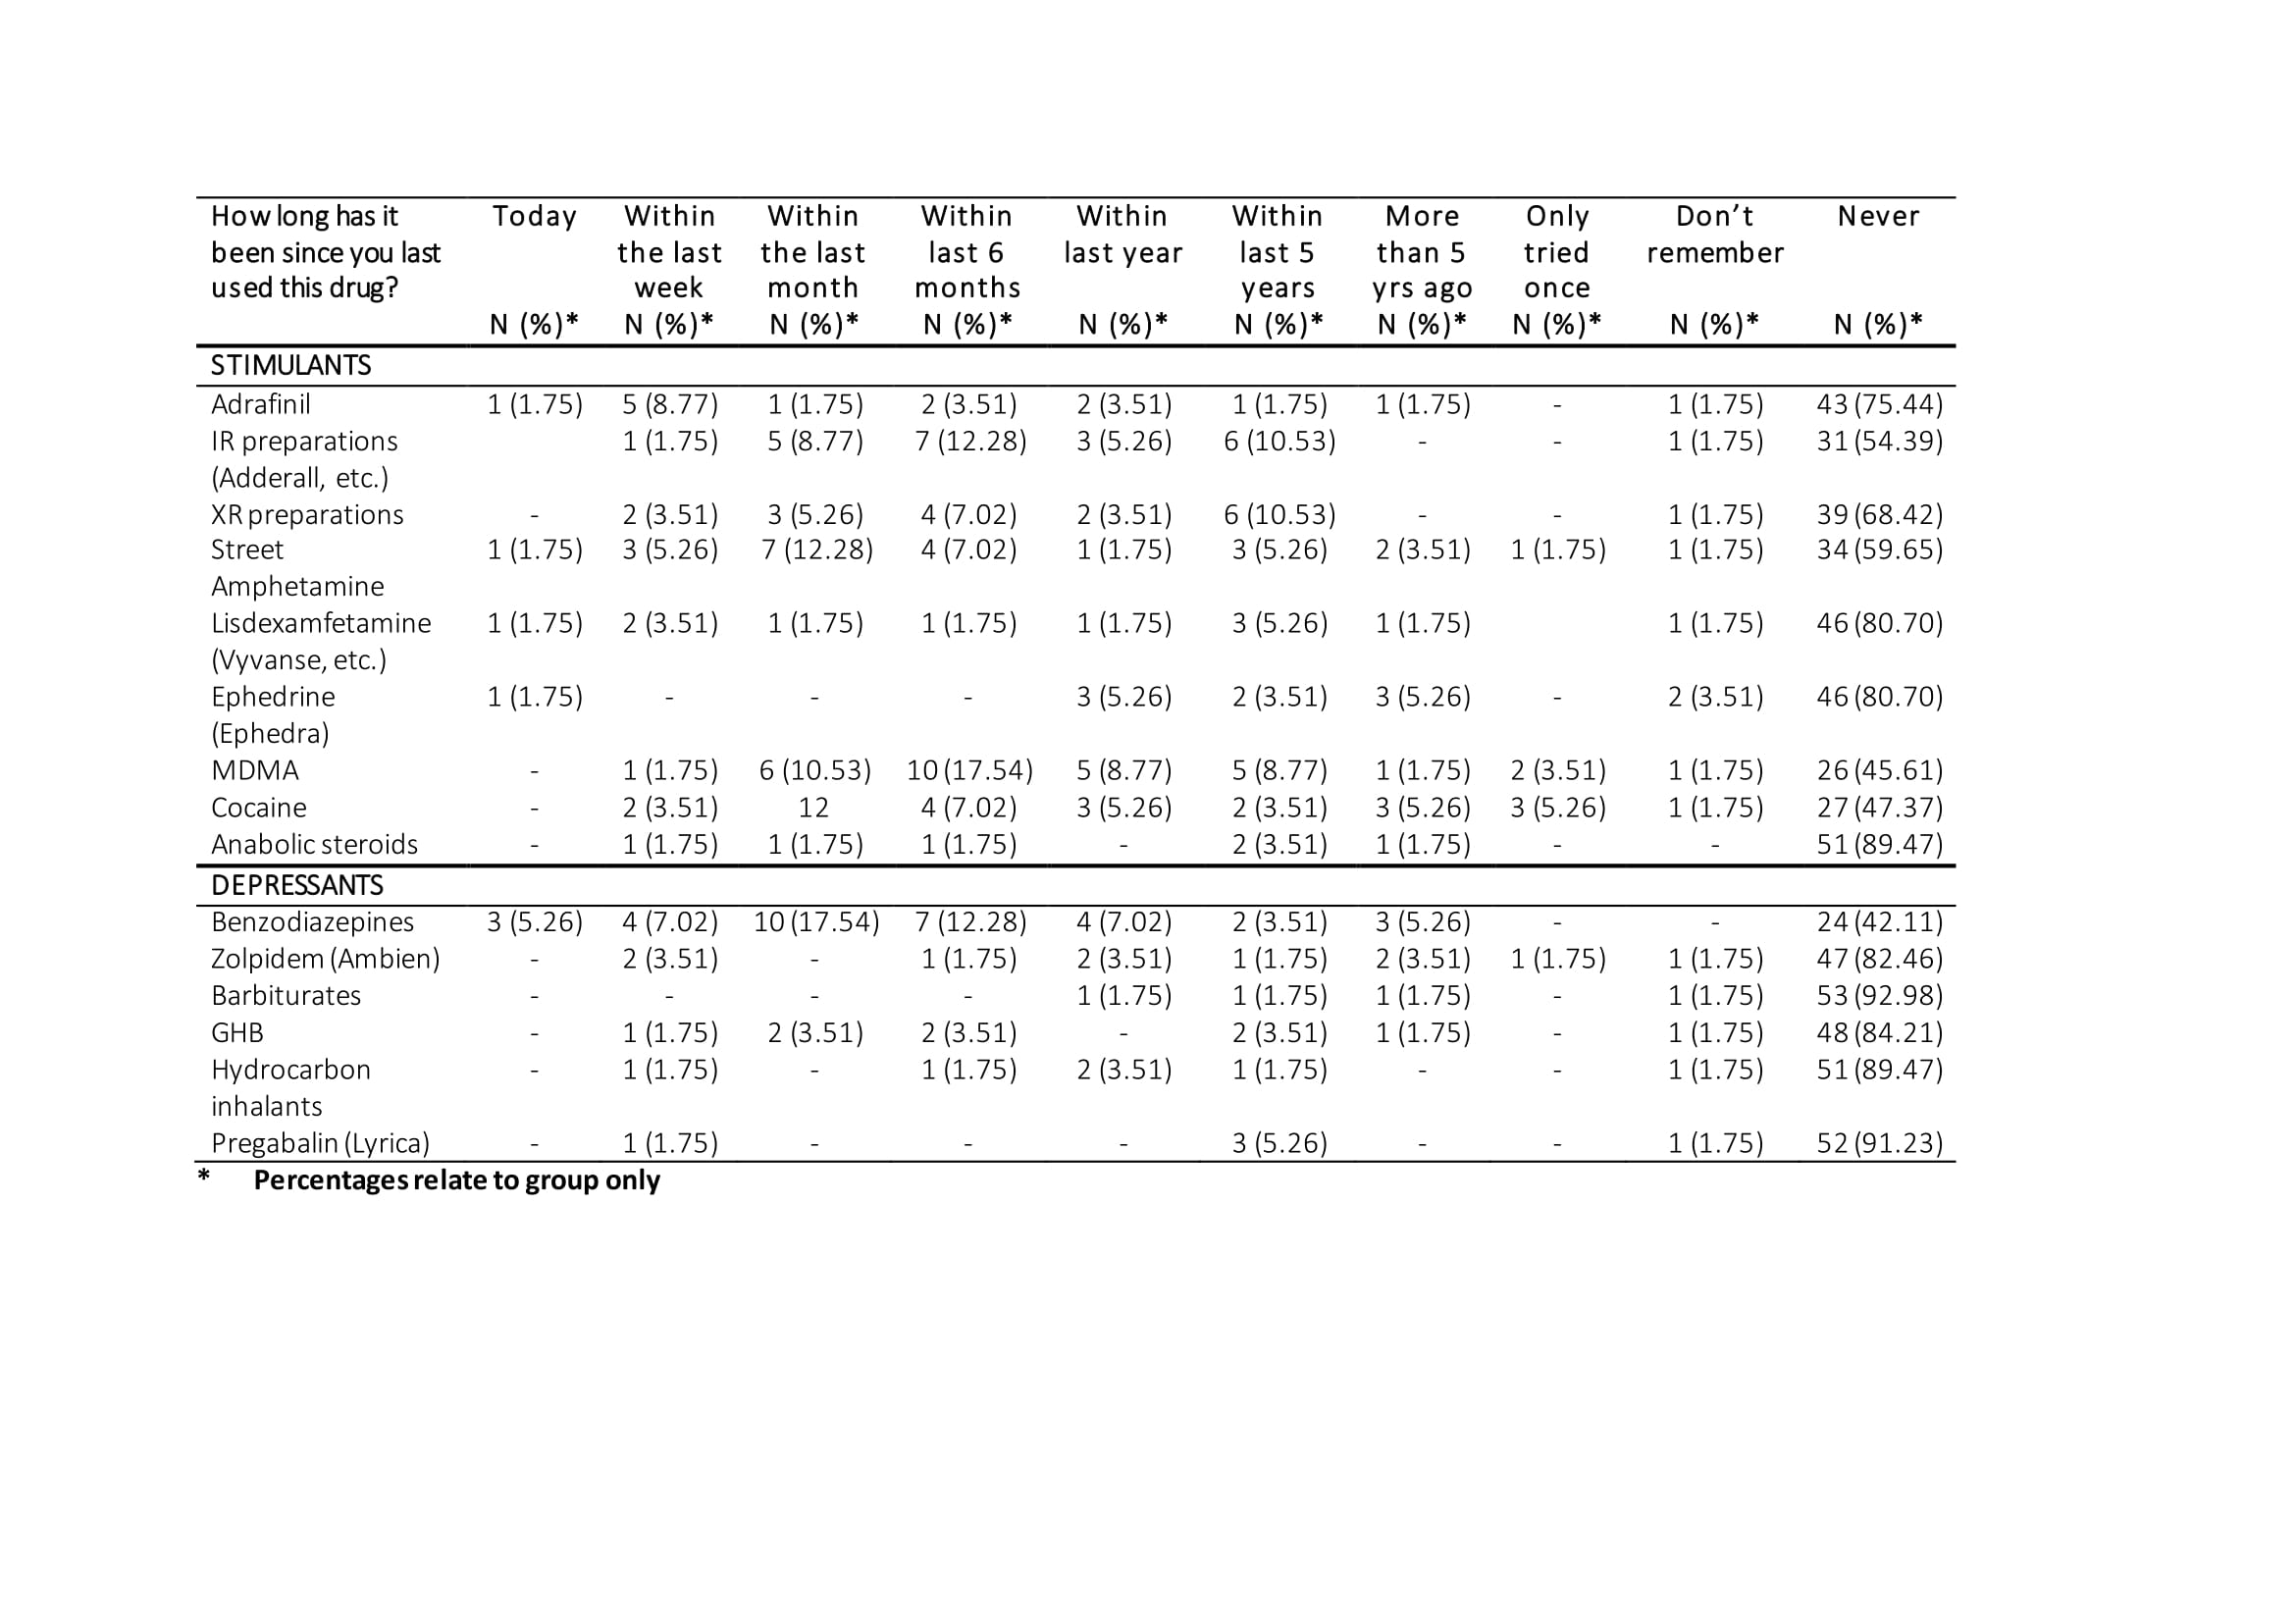 How long has it Today Within Within Within Within Within More Only Don’t Never
been since you last the last the last last 6 last year last 5 than 5 tried remember
used this drug? week month months years yrs ago once
N (%)* N (%)* N (%)* N (%)* N (%)* N (%)* N (%)* N (%)* N (%)* N (%)*
STIMULANTS
Adrafinil 1 (1.75) 5 (8.77) 1 (1.75) 2 (3.51) 2 (3.51) 1 (1.75) 1 (1.75) - 1 (1.75) 43 (75.44)
IR preparations 1 (1.75) 5 (8.77) 7 (12.28) 3 (5.26) 6 (10.53) - - 1 (1.75) 31 (54.39)
(Adderall, etc.)
XR preparations - 2 (3.51) 3 (5.26) 4 (7.02) 2 (3.51) 6 (10.53) - - 1 (1.75) 39 (68.42)
Street 1 (1.75) 3 (5.26) 7 (12.28) 4 (7.02) 1 (1.75) 3 (5.26) 2 (3.51) 1 (1.75) 1 (1.75) 34 (59.65)
Amphetamine
Lisdexamfetamine 1 (1.75) 2 (3.51) 1 (1.75) 1 (1.75) 1 (1.75) 3 (5.26) 1 (1.75) 1 (1.75) 46 (80.70)
(Vyvanse, etc.)
Ephedrine 1 (1.75) - - - 3 (5.26) 2 (3.51) 3 (5.26) - 2 (3.51) 46 (80.70)
(Ephedra)
MDMA - 1 (1.75) 6 (10.53) 10 (17.54) 5 (8.77) 5 (8.77) 1 (1.75) 2 (3.51) 1 (1.75) 26 (45.61)
Cocaine - 2 (3.51) 12 4 (7.02) 3 (5.26) 2 (3.51) 3 (5.26) 3 (5.26) 1 (1.75) 27 (47.37)
Anabolic steroids - 1 (1.75) 1 (1.75) 1 (1.75) - 2 (3.51) 1 (1.75) - - 51 (89.47)
DEPRESSANTS
Benzodiazepines 3 (5.26) 4 (7.02) 10 (17.54) 7 (12.28) 4 (7.02) 2 (3.51) 3 (5.26) - - 24 (42.11)
Zolpidem (Ambien) - 2 (3.51) - 1 (1.75) 2 (3.51) 1 (1.75) 2 (3.51) 1 (1.75) 1 (1.75) 47 (82.46)
Barbiturates - - - - 1 (1.75) 1 (1.75) 1 (1.75) - 1 (1.75) 53 (92.98)
GHB - 1 (1.75) 2 (3.51) 2 (3.51) - 2 (3.51) 1 (1.75) - 1 (1.75) 48 (84.21)
Hydrocarbon - 1 (1.75) - 1 (1.75) 2 (3.51) 1 (1.75) - - 1 (1.75) 51 (89.47)
inhalants
Pregabalin (Lyrica) - 1 (1.75) - - - 3 (5.26) - - 1 (1.75) 52 (91.23)
* Percentages relate to group only